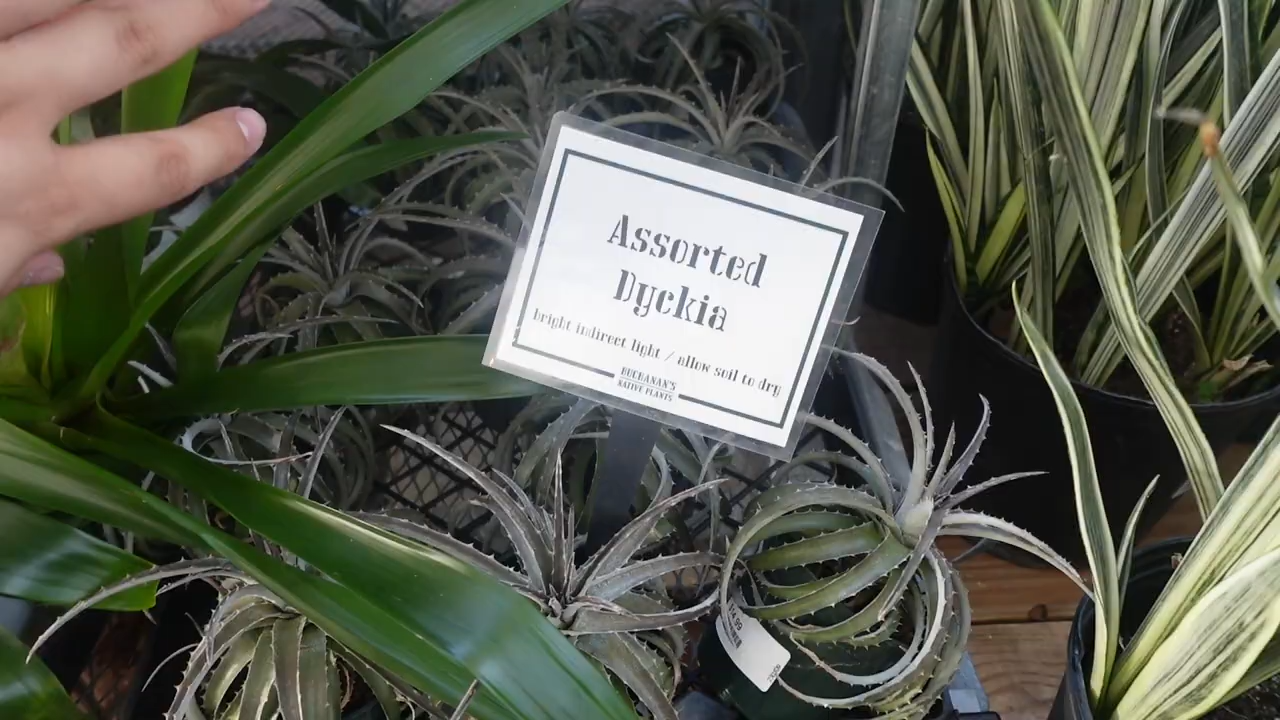 Assorted
Dyckia
bright indirect light / allow soil to dry
BUCHANAN'S
NATIVE PLANTS